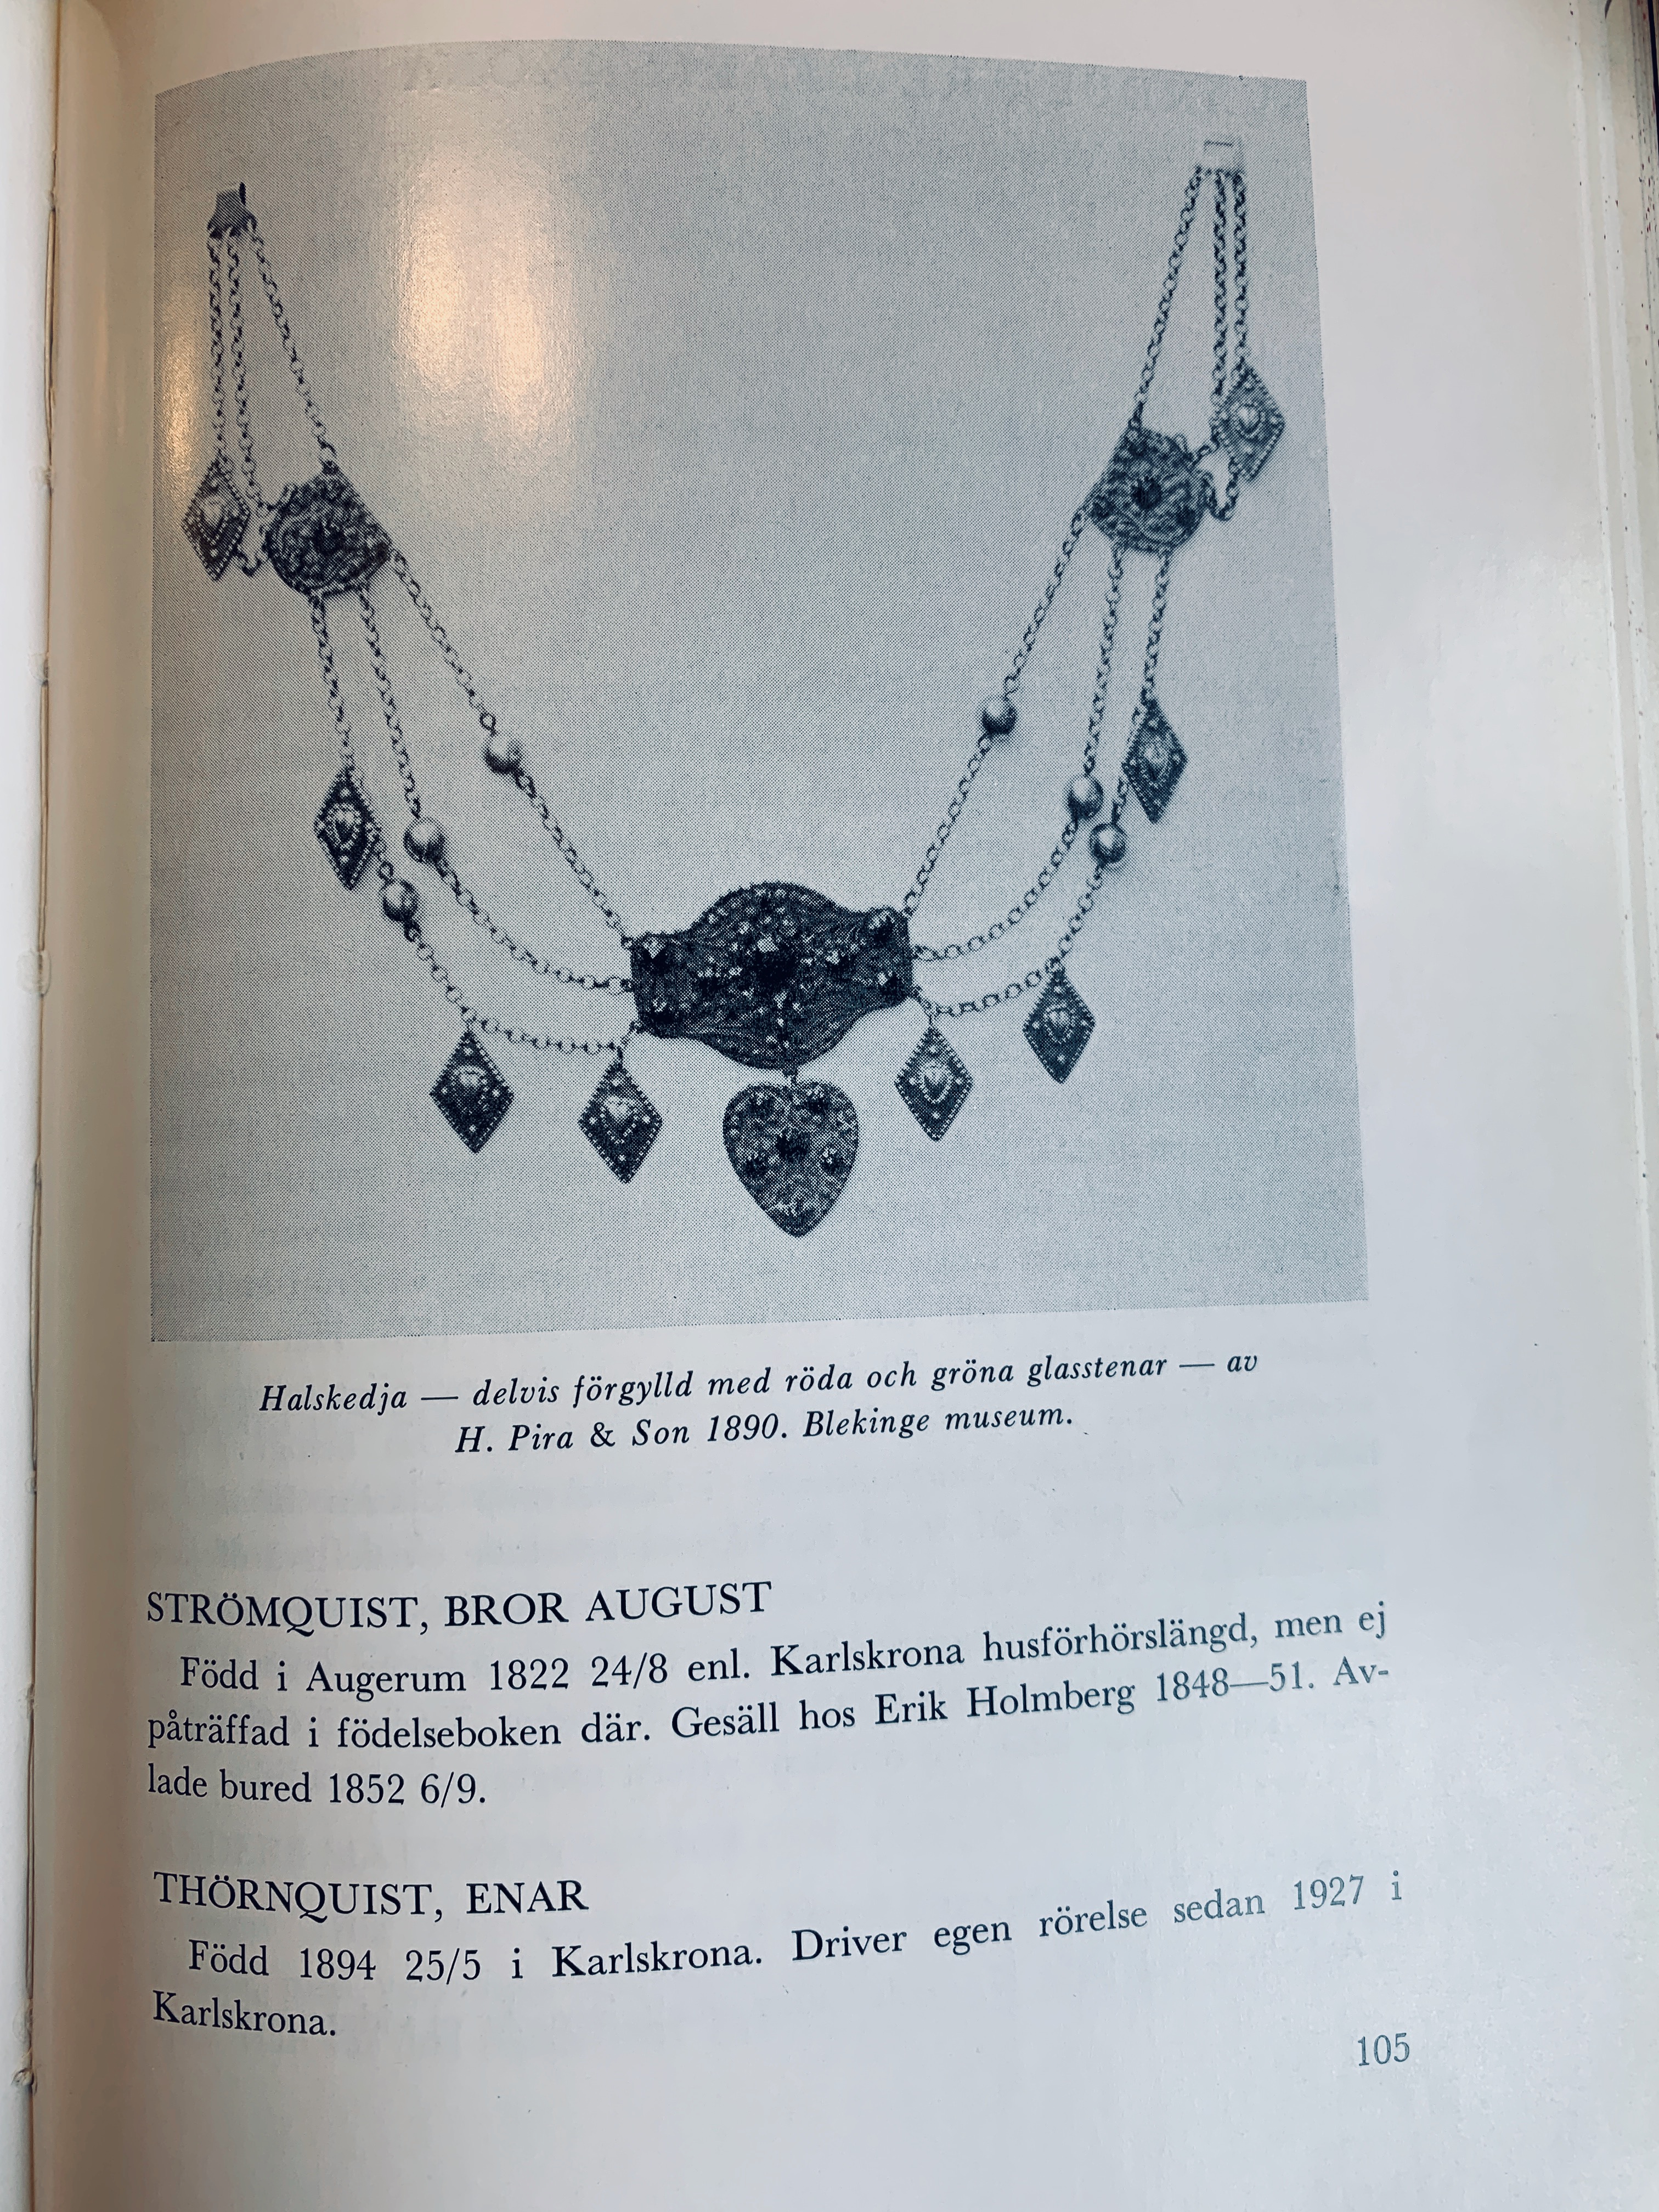 Halskedja — delvis förgylld med röda och gröna glasstenar — av
H. Pira & Son 1890. Blekinge museum.
STRÖMQUIST, BROR AUGUST
Född i Augerum 1822 24/8 enl. Karlskrona husförhörslängd, men ej
påträffad i födelseboken där. Gesäll hos Erik Holmberg 1848—51. Av-
lade bured 1852 6/9.
THÖRNQUIST, ENAR
Född 1894 25/5 i Karlskrona. Driver egen rörelse sedan 1927 i
Karlskrona.
105